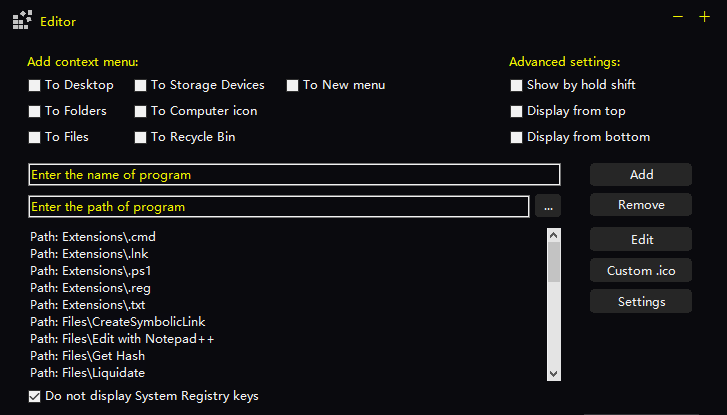 Editor
Add context menu:
Advanced settings:
To Desktop
To Storage Devices
To New menu
Show by hold shift
To Folders
To Computer icon
Display from top
To Files
To Recycle Bin
Display from bottom
Enter the name of program
Add
Enter the path of program
...
Remove
Path: Extensions\.cmd
Path: Extensions\.lnk
Path: Extensions\.ps1
Path: Extensions\.reg
Path: Extensions\.txt
Path: Files\CreateSymbolicLink
Path: Files\Edit with Notepad++
Path: Files\Get Hash
Path: Files\Liquidate
Edit
Custom .ico
Settings
Do not display System Registry keys